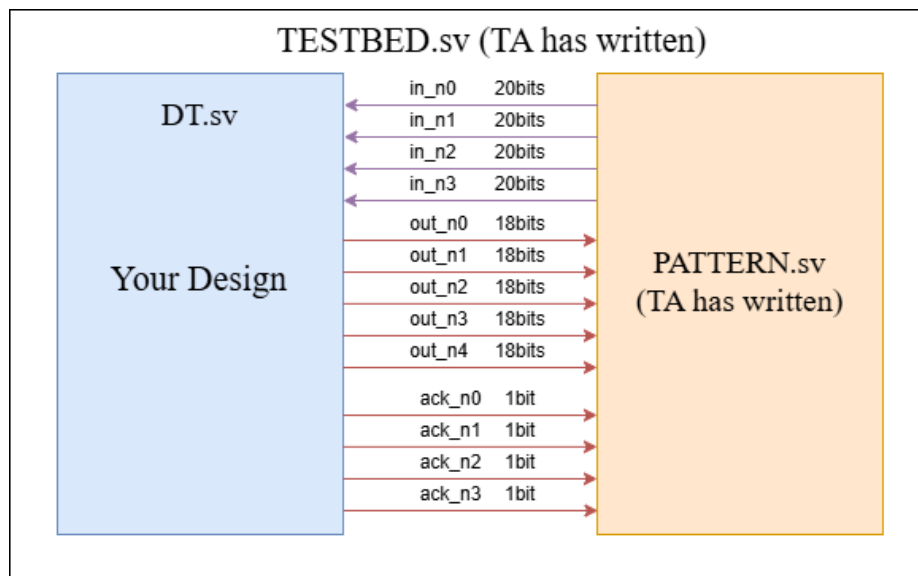 TESTBED.sv (TA has written)
DT.sv
Your Design
in_n0 20bits
in_n1 20bits
in_n2 20bits
in_n3 20bits
out_n0 18bits
out_n1 18bits
out_n2 18bits
out_n3 18bits
out_n4 18bits
ack_n0 1bit
ack_n1 1bit
ack_n2 1bit
ack_n3 1bit
PATTERN.sv
(TA has written)